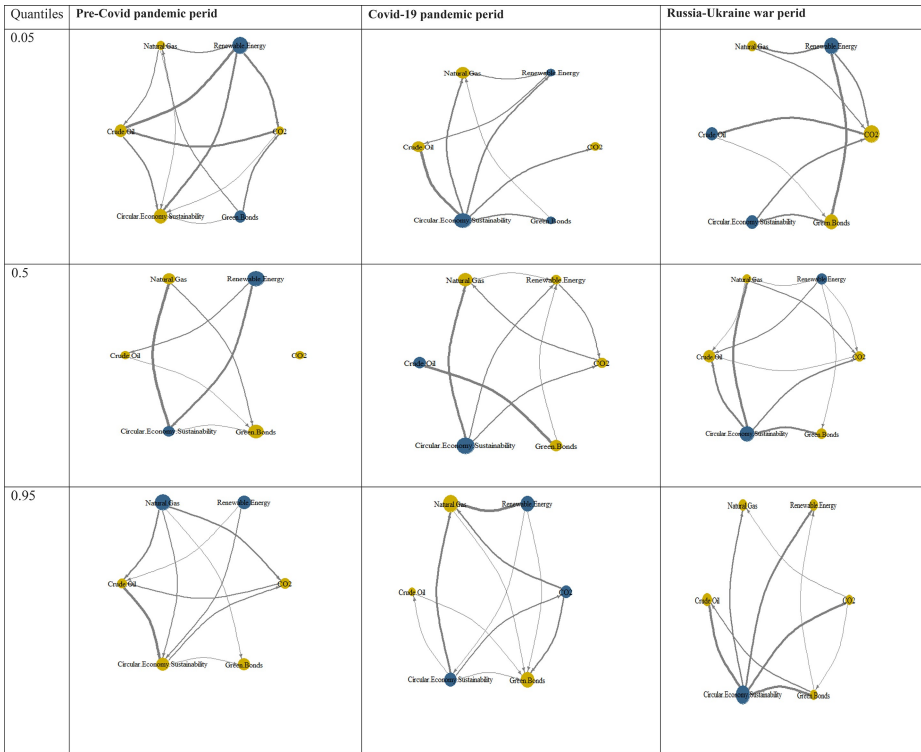 Quantiles Pre-Covid pandemic perid Covid-19 pandemic perid Russia-Ukraine war perid
0.05
Natural.Gas Renewable.Energy
Crude.Oil CO2
Circular.Economy.Sustainability Green.Bonds
Natural.Gas Renewable.Energy
Crude.Oil CO2
Circular.Economy.Sustainability Green.Bonds
Natural.Gas Renewable.Energy
Crude.Oil CO2
Circular.Economy.Sustainability Green.Bonds
0.5
Natural.Gas Renewable.Energy
Crude.Oil CO2
Circular.Economy.Sustainability Green.Bonds
Natural.Gas Renewable.Energy
Crude.Oil CO2
Circular.Economy.Sustainability Green.Bonds
Natural.Gas Renewable.Energy
Crude.Oil CO2
Circular.Economy.Sustainability Green.Bonds
0.95
Natural.Gas Renewable.Energy
Crude.Oil CO2
Circular.Economy.Sustainability Green.Bonds
Natural.Gas Renewable.Energy
Crude.Oil CO2
Circular.Economy.Sustainability Green.Bonds
Natural.Gas Renewable.Energy
Crude.Oil CO2
Circular.Economy.Sustainability Green.Bonds